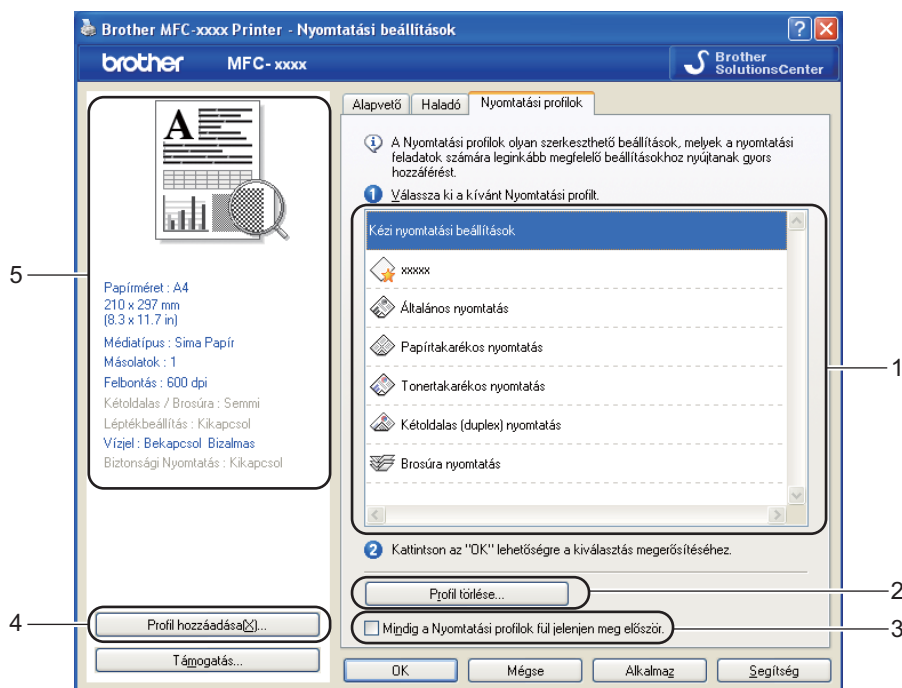 Brother MFC-xxxx Printer - Nyomtatási beállítások
brother MFC- xxxx
Brother
SolutionsCenter
A
Papírméret : A4
210 x 297 mm
(8.3 x 11.7 in)
Médiatípus : Sima Papír
Másolatok : 1
Felbontás : 600 dpi
Kétoldalas / Brosúra : Semmi
Léptékbeállítás : Kikapcsol
Vízjel : Bekapcsol Bizalmas
Biztonsági Nyomtatás : Kikapcsol
5
Profil hozzáadása(X)...
4
Támogatás...
Alapvető Haladó Nyomtatási profilok
A Nyomtatási profilok olyan szerkeszthető beállítások, melyek a nyomtatási
feladatok számára leginkább megfelelő beállításokhoz nyújtanak gyors
hozzáférést.
1 Válassza ki a kívánt Nyomtatási profilt.
Kézi nyomtatási beállítások
xxxxx
Általános nyomtatás
Papírtakarékos nyomtatás
Tonertakarékos nyomtatás
Kétoldalas (duplex) nyomtatás
Brosúra nyomtatás
1
2 Kattintson az "OK" lehetőségre a kiválasztás megerősítéséhez.
Profil törlése...
2
Mindig a Nyomtatási profilok fül jelenjen meg először.
3
OK Mégse Alkalmaz Segítség